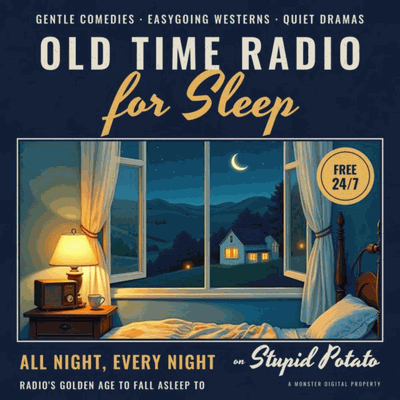 GENTLE COMEDIES · EASYGOING WESTERNS · QUIET DRAMAS
OLD TIME RADIO
for Sleep
FREE
24/7
ALL NIGHT, EVERY NIGHT
on Stupid Potato
RADIO'S GOLDEN AGE TO FALL ASLEEP TO
A MONSTER DIGITAL PROPERTY